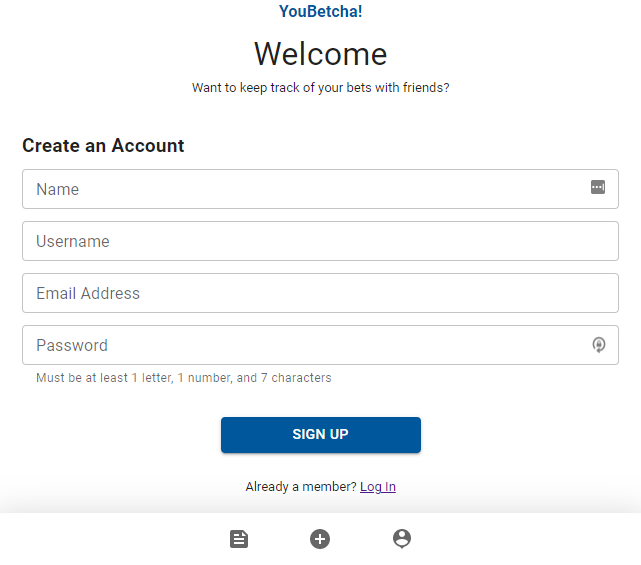 YouBetcha!
Welcome
Want to keep track of your bets with friends?
Create an Account
Name
Username
Email Address
Password
Must be at least 1 letter, 1 number, and 7 characters
SIGN UP
Already a member? Log In